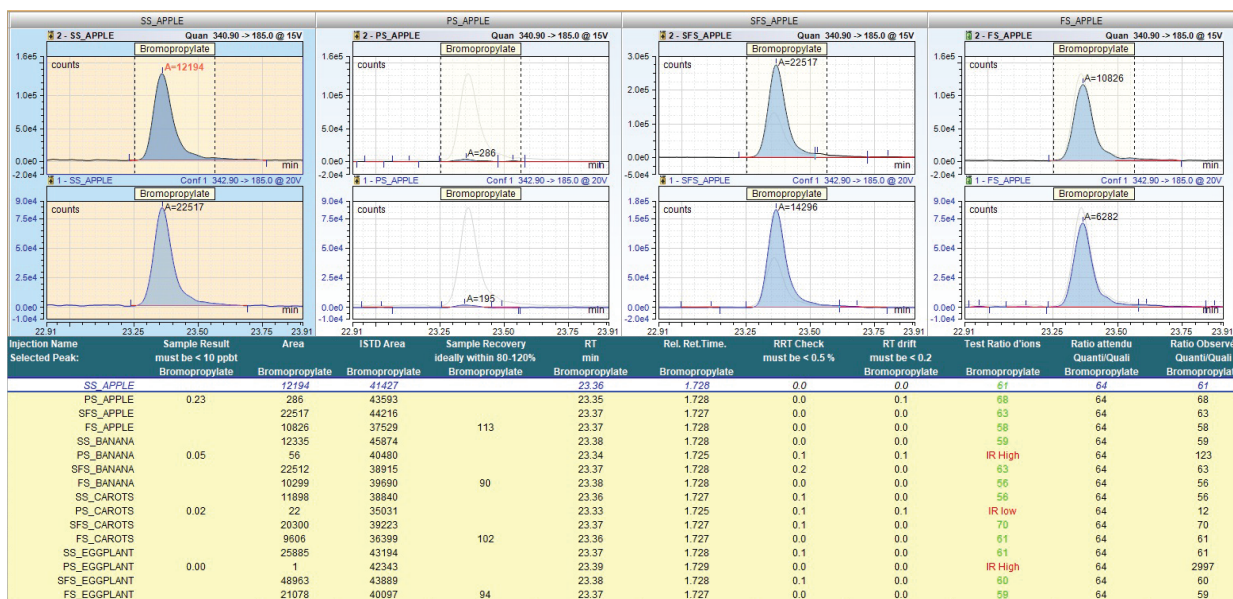 SS_APPLE PS_APPLE SFS_APPLE FS_APPLE
2 - SS_APPLE Quan 340.90 -> 185.0 @ 15V 2 - PS_APPLE Quan 340.90 -> 185.0 @ 15V 2 - SFS_APPLE Quan 340.90 -> 185.0 @ 15V 2 - FS_APPLE Quan 340.90 -> 185.0 @ 15V
1.6e5 Bromopropylate 1.6e5 Bromopropylate 3.0e5 Bromopropylate 1.6e5 Bromopropylate
counts A=12194 counts counts A=22517 counts A=10826
1.0e5 1.0e5 2.0e5 1.0e5
5.0e4 5.0e4 1.0e5 5.0e4
A=286
0.0e0 min 0.0e0 min 0.0e0 min 0.0e0 min
-2.0e4 -2.0e4 -5.0e4 -2.0e4
1 - SS_APPLE Conf 1 342.90 -> 185.0 @ 20V 1 - PS_APPLE Conf 1 342.90 -> 185.0 @ 20V 1 - SFS_APPLE Conf 1 342.90 -> 185.0 @ 20V 1 - FS_APPLE Conf 1 342.90 -> 185.0 @ 20V
9.0e4 Bromopropylate 9.0e4 Bromopropylate 1.8e5 Bromopropylate 9.0e4 Bromopropylate
counts A=22517 counts counts A=14296 counts A=6282
7.5e4 7.5e4 1.5e5 7.5e4
5.0e4 5.0e4 1.0e5 5.0e4
2.5e4 2.5e4 5.0e4 2.5e4
A=195
0.0e0 min 0.0e0 min 0.0e0 min 0.0e0 min
-1.0e4 -1.0e4 -2.0e4 -1.0e4
22.91 23.25 23.50 23.75 23.91 22.91 23.25 23.50 23.75 23.91 22.91 23.25 23.50 23.75 23.91 22.91 23.25 23.50 23.75 23.91
Injection Name Sample Result Area ISTD Area Sample Recovery RT Rel. Ret.Time. RRT Check RT drift Test Ratio d'ions Ratio attendu Ratio Observé
Selected Peak: must be < 10 ppbt ideally within 80-120% min must be < 0.5 % must be < 0.2 Quanti/Quali Quanti/Quali
Bromopropylate Bromopropylate Bromopropylate Bromopropylate Bromopropylate Bromopropylate Bromopropylate Bromopropylate Bromopropylate Bromopropylate
SS_APPLE 12194 41427 23.36 1.728 0.0 0.0 61 64 61
PS_APPLE 0.23 286 43593 23.35 1.728 0.0 0.1 68 64 68
SFS_APPLE 22517 44216 23.37 1.727 0.0 0.0 63 64 63
FS_APPLE 10826 37529 113 23.37 1.728 0.0 0.0 58 64 58
SS_BANANA 12335 45874 23.38 1.728 0.0 0.0 59 64 59
PS_BANANA 0.05 56 40480 23.34 1.725 0.1 0.1 IR High 64 123
SFS_BANANA 22512 38915 23.37 1.728 0.2 0.0 63 64 63
FS_BANANA 10299 39690 90 23.38 1.728 0.0 0.0 56 64 56
SS_CAROTS 11898 38840 23.36 1.727 0.1 0.0 56 64 56
PS_CAROTS 0.02 22 35031 23.33 1.725 0.1 0.1 IR low 64 12
SFS_CAROTS 20300 39223 23.37 1.727 0.1 0.0 70 64 70
FS_CAROTS 9606 36399 102 23.36 1.727 0.1 0.0 61 64 61
SS_EGGPLANT 25885 43194 23.37 1.728 0.1 0.0 61 64 61
PS_EGGPLANT 0.00 1 42343 23.39 1.729 0.0 0.0 IR High 64 2997
SFS_EGGPLANT 48963 43889 23.38 1.728 0.1 0.0 60 64 60
FS_EGGPLANT 21078 40097 94 23.37 1.727 0.0 0.0 59 64 59